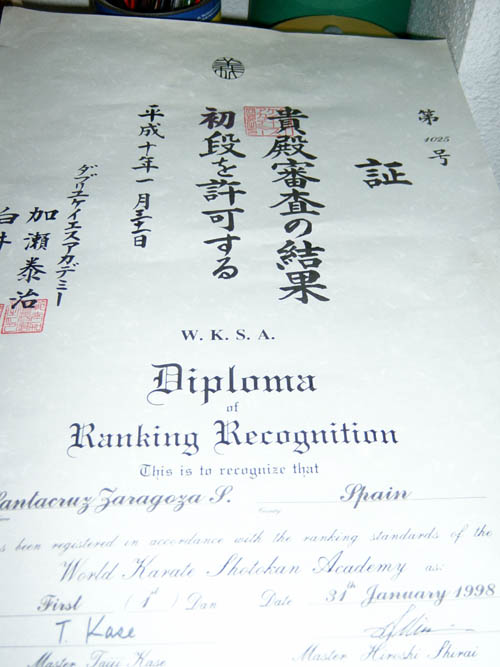 第
4025
号
証
貴殿審査の結果
初段を許可する
平成十年一月三十一日
ダブリュケイエスアカデミー
加瀬泰治
白井
W. K. S. A.
Diploma
of
Ranking Recognition
This is to recognize that
Santacruz Zaragoza S. Spain
Country
s been registered in accordance with the ranking standards of the
World Karate Shotokan Academy as:
First ( 1st ) Dan Date 31th January 1998
T. Kase
Master Taiji Kase Master Hiroshi Shirai